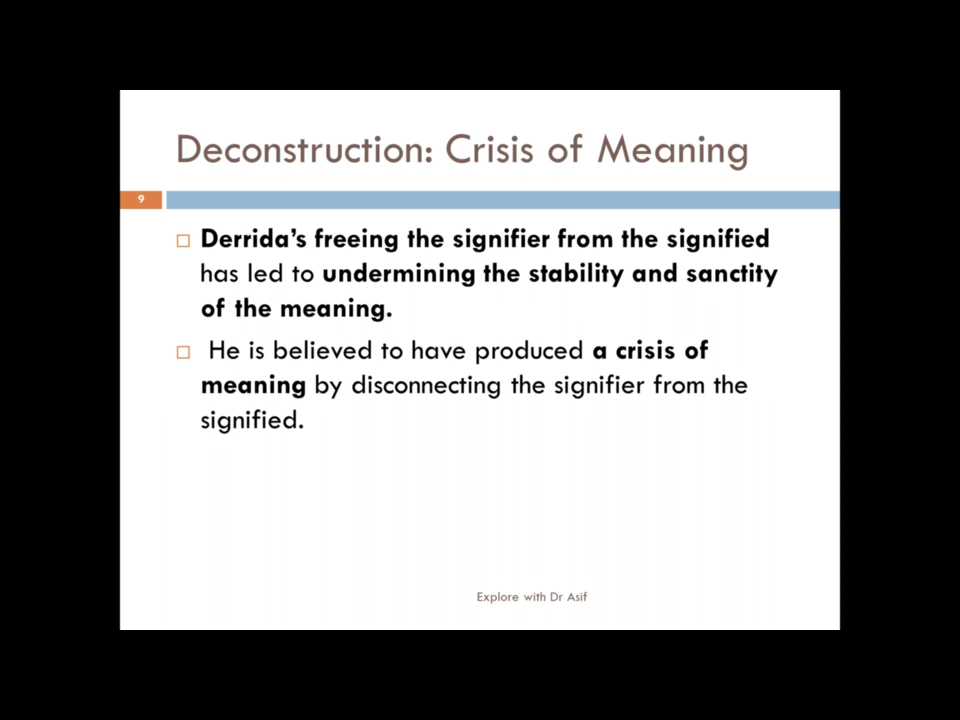 Deconstruction: Crisis of Meaning
9
Derrida’s freeing the signifier from the signified
has led to undermining the stability and sanctity
of the meaning.
He is believed to have produced a crisis of
meaning by disconnecting the signifier from the
signified.
Explore with Dr Asif